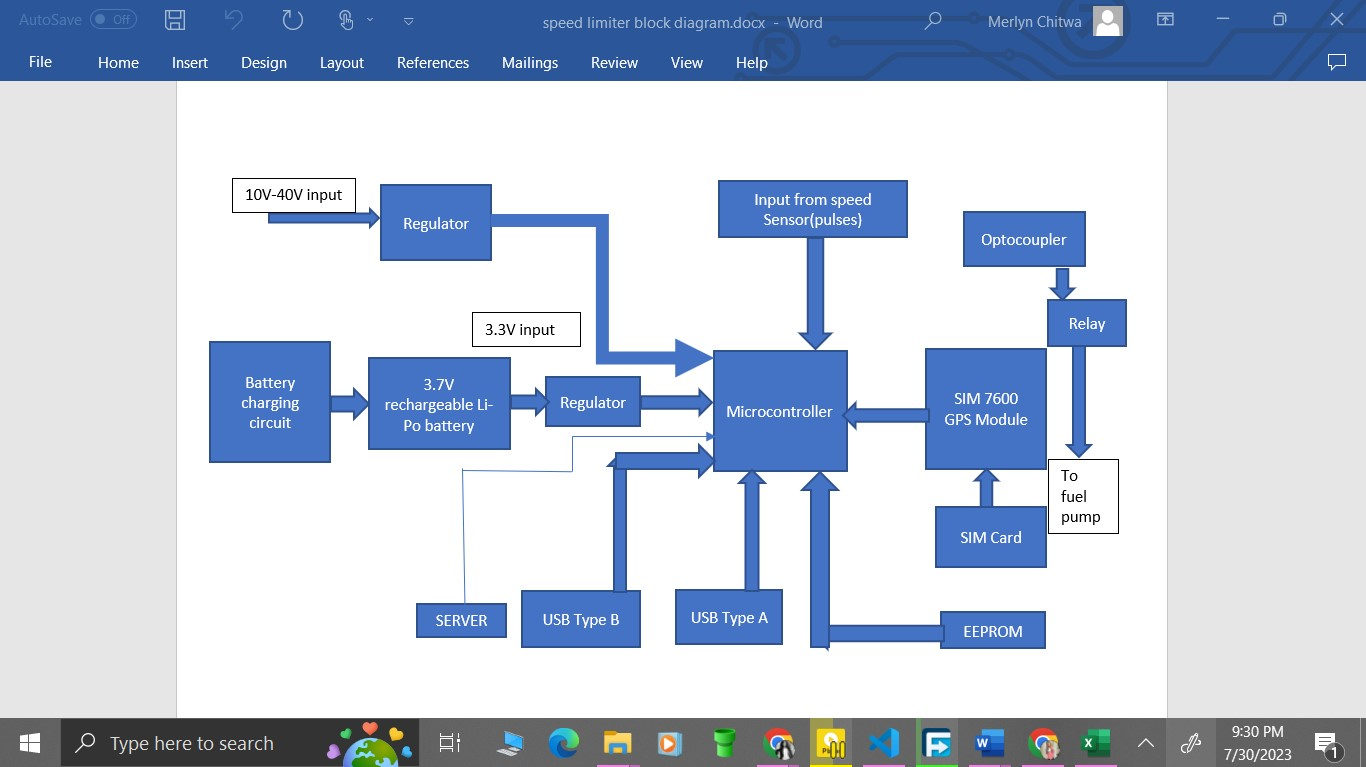 AutoSave Off
speed limiter block diagram.docx - Word
Merlyn Chitwa
File Home Insert Design Layout References Mailings Review View Help
10V-40V input
Regulator
Input from speed
Sensor(pulses)
Optocoupler
Relay
3.3V input
Battery
charging
circuit
3.7V
rechargeable Li-
Po battery
Regulator
Microcontroller
SIM 7600
GPS Module
To
fuel
pump
SIM Card
SERVER
USB Type B
USB Type A
EEPROM
Type here to search
9:30 PM
7/30/2023
1